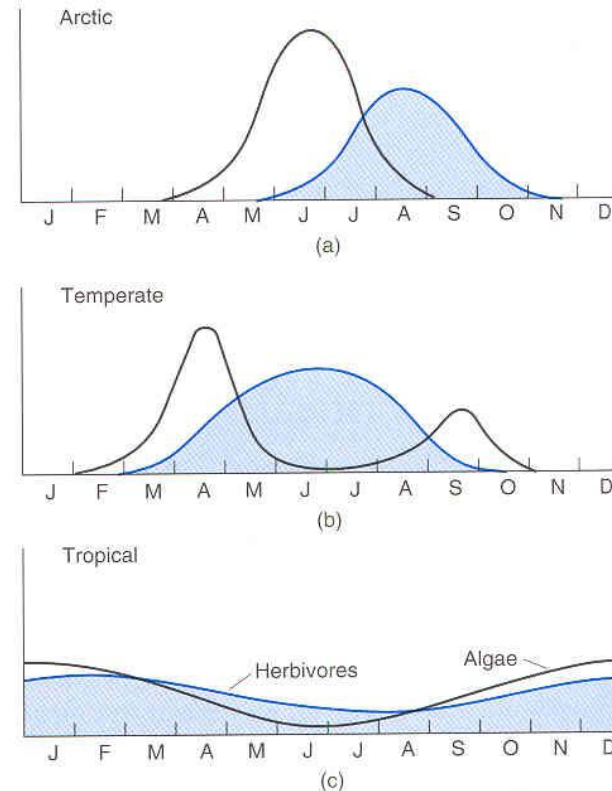 Arctic
J F M A M J J A S O N D
(a)
Temperate
J F M A M J J A S O N D
(b)
Tropical
Herbivores
Algae
J F M A M J J A S O N D
(c)